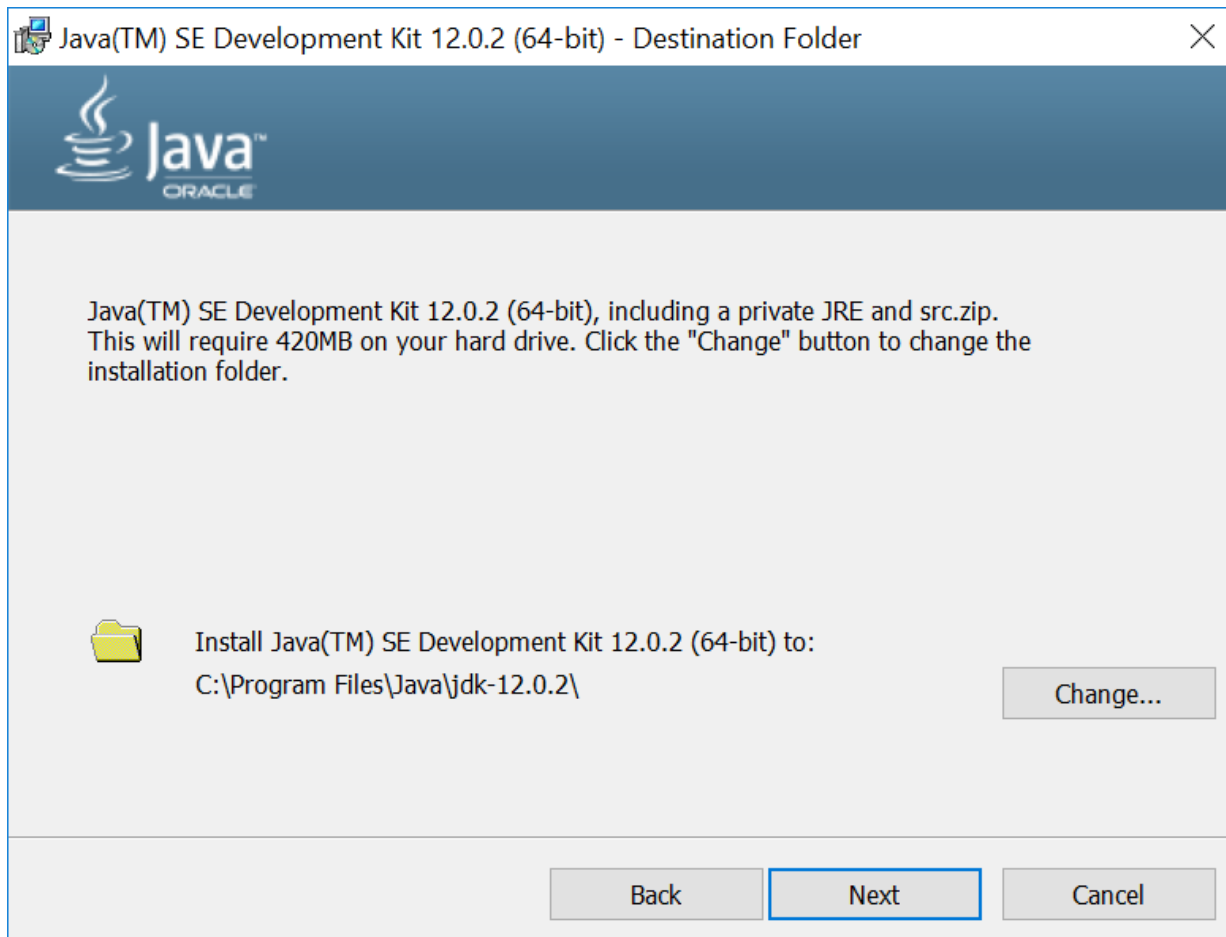 Java(TM) SE Development Kit 12.0.2 (64-bit) - Destination Folder
Java™
ORACLE
Java(TM) SE Development Kit 12.0.2 (64-bit), including a private JRE and src.zip.
This will require 420MB on your hard drive. Click the "Change" button to change the
installation folder.
Install Java(TM) SE Development Kit 12.0.2 (64-bit) to:
C:\Program Files\Java\jdk-12.0.2\
Change...
Back
Next
Cancel